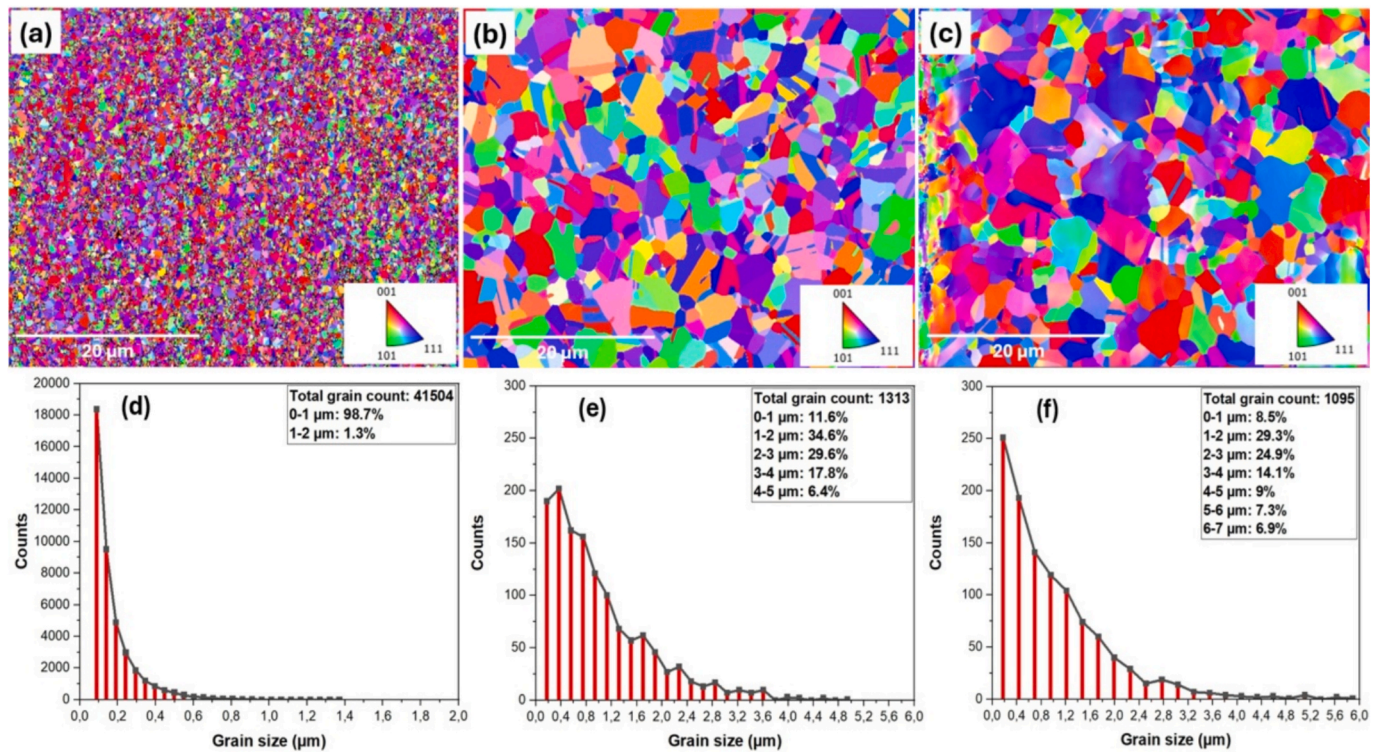 (a)
001
101
111
20 µm
(b)
001
101
111
20 µm
(c)
001
101
111
20 µm
(d)
Total grain count: 41504
0-1 µm: 98.7%
1-2 µm: 1.3%
Counts
20000
18000
16000
14000
12000
10000
8000
6000
4000
2000
0
0,0 0,2 0,4 0,6 0,8 1,0 1,2 1,4 1,6 1,8 2,0
Grain size (µm)
(e)
Total grain count: 1313
0-1 µm: 11.6%
1-2 µm: 34.6%
2-3 µm: 29.6%
3-4 µm: 17.8%
4-5 µm: 6.4%
Counts
300
250
200
150
100
50
0
0,0 0,4 0,8 1,2 1,6 2,0 2,4 2,8 3,2 3,6 4,0 4,4 4,8 5,2 5,6 6,0
Grain size (µm)
(f)
Total grain count: 1095
0-1 µm: 8.5%
1-2 µm: 29.3%
2-3 µm: 24.9%
3-4 µm: 14.1%
4-5 µm: 9%
5-6 µm: 7.3%
6-7 µm: 6.9%
Counts
300
250
200
150
100
50
0
0,0 0,4 0,8 1,2 1,6 2,0 2,4 2,8 3,2 3,6 4,0 4,4 4,8 5,2 5,6 6,0
Grain size (µm)